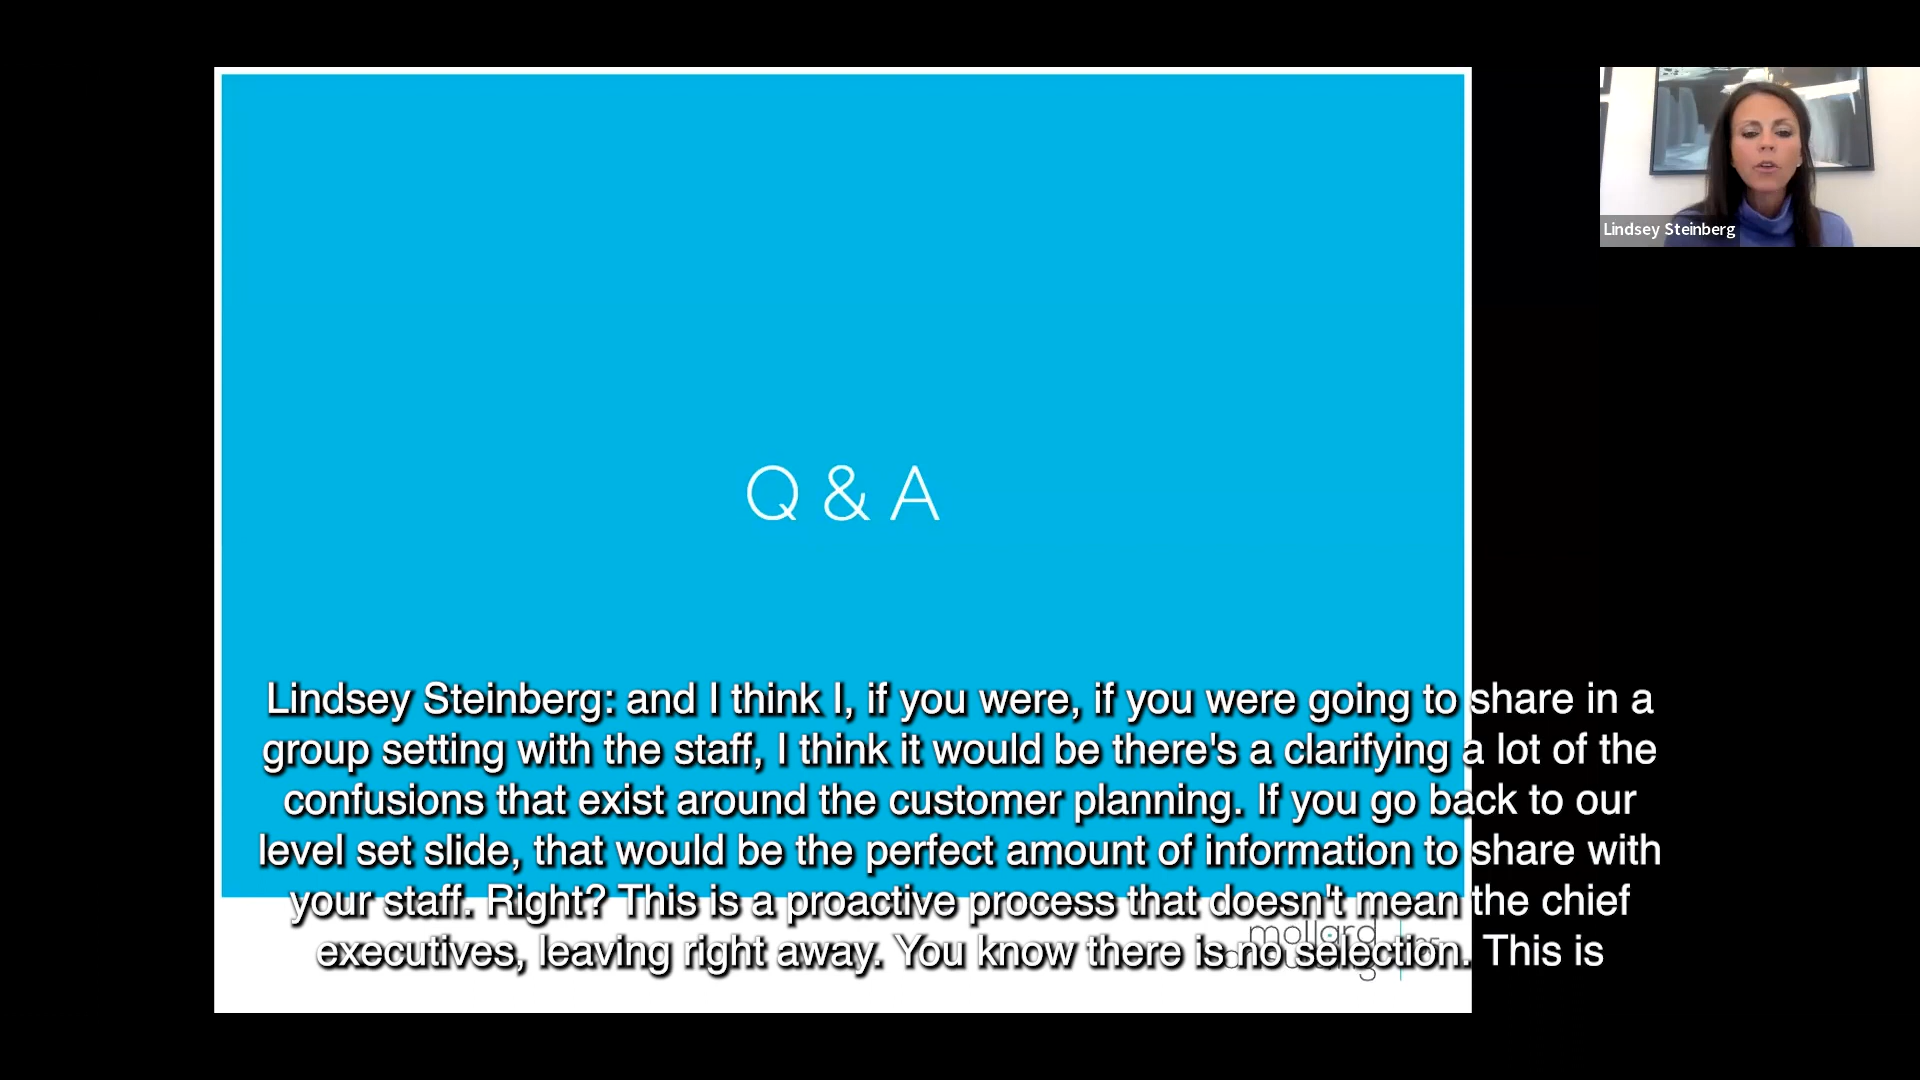 Lindsey Steinberg
Q & A
Lindsey Steinberg: and I think I, if you were, if you were going to share in a
group setting with the staff, I think it would be there's a clarifying a lot of the
confusions that exist around the customer planning. If you go back to our
level set slide, that would be the perfect amount of information to share with
your staff. Right? This is a proactive process that doesn't mean the chief
executives, leaving right away. You know there is no selection. This is
mollard